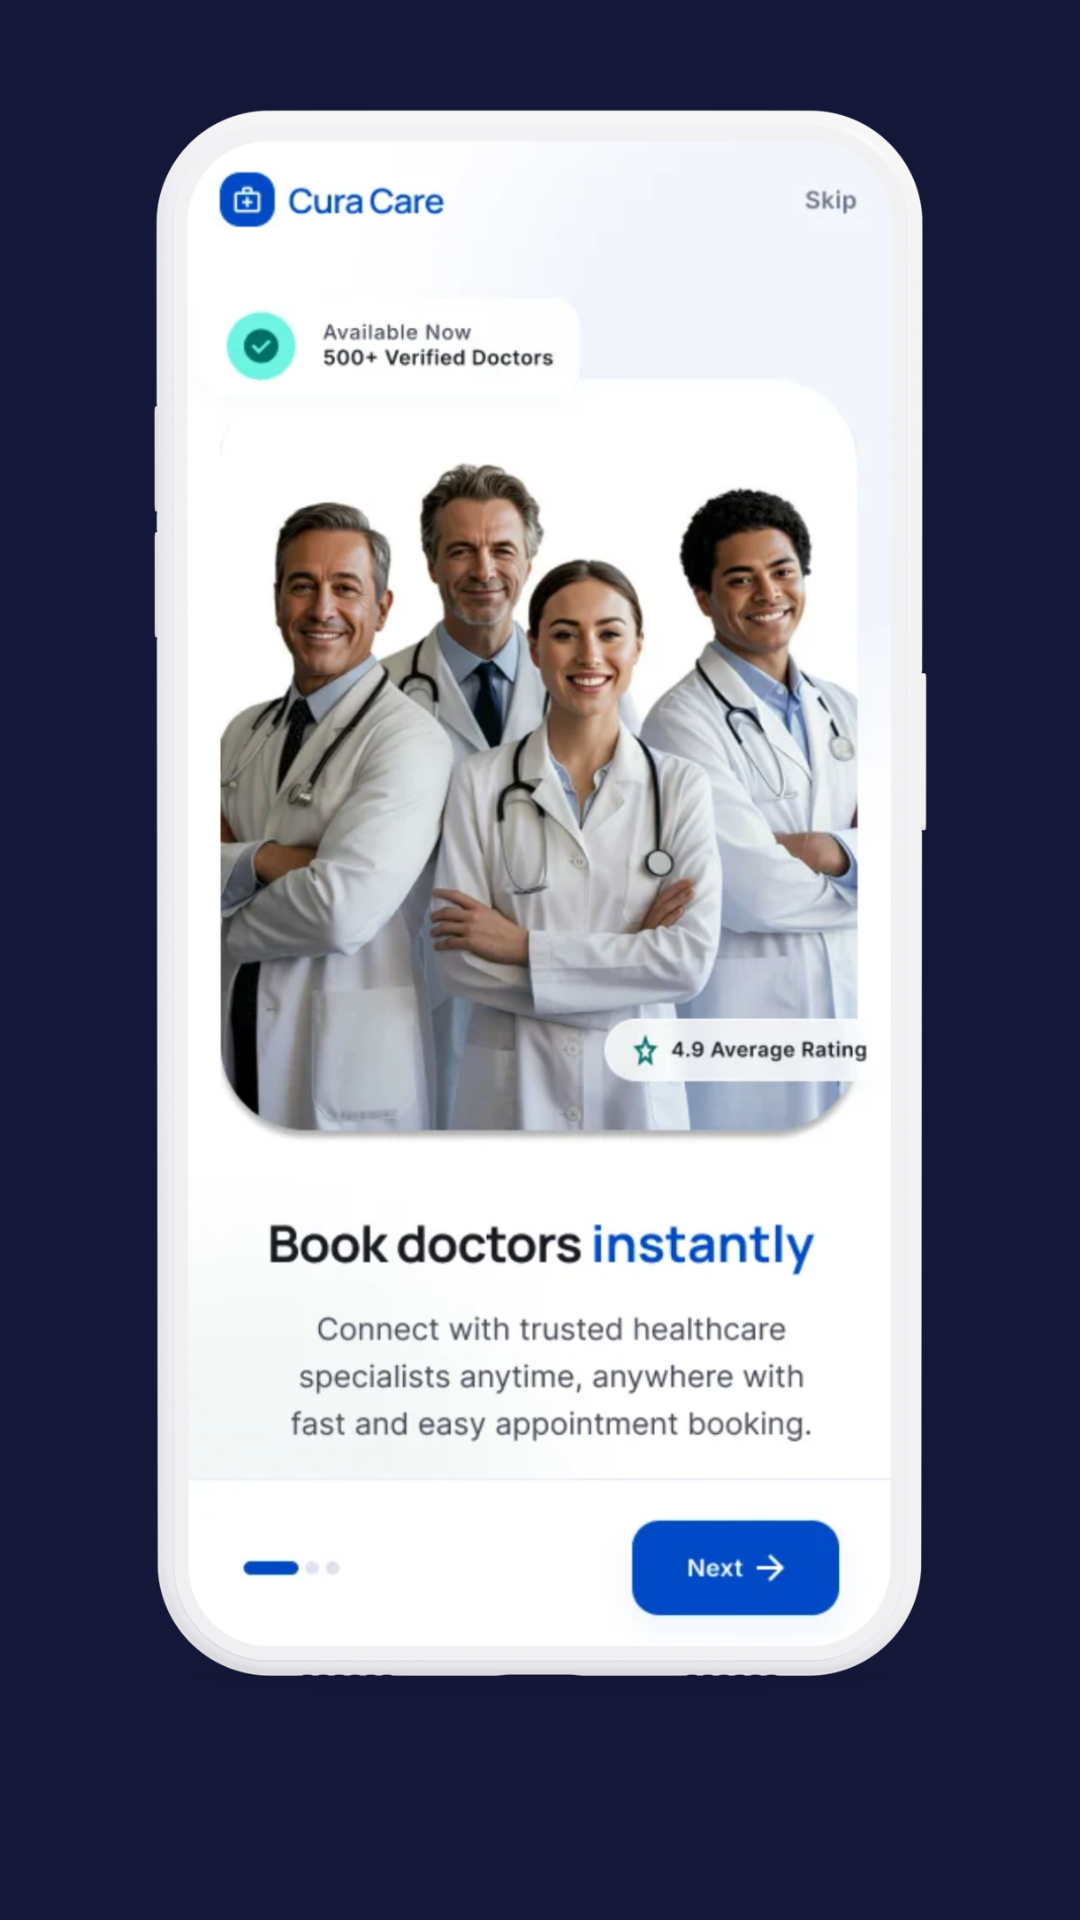 Cura Care
Skip
Available Now
500+ Verified Doctors
4.9 Average Rating
Book doctors instantly
Connect with trusted healthcare
specialists anytime, anywhere with
fast and easy appointment booking.
Next